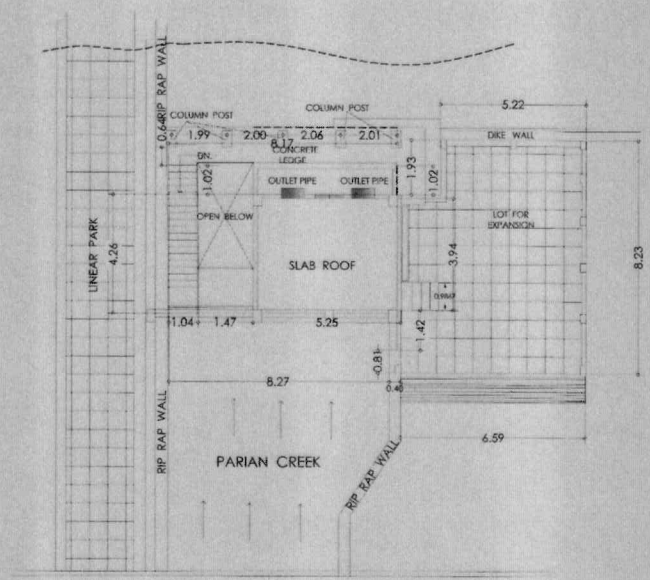 RIP RAP WALL
0.64
COLUMN POST
COLUMN POST
5.22
1.99
2.00
2.06
2.01
8.17
DIKE WALL
CONCRETE
LEDGE
DN.
1.02
1.93
1.02
OUTLET PIPE
OUTLET PIPE
OPEN BELOW
LOT FOR
EXPANSION
LINEAR PARK
4.26
SLAB ROOF
3.94
8.23
1.04
1.47
5.25
1.42
0.81
8.27
0.40
RIP RAP WALL
6.59
PARIAN CREEK
RIP RAP WALL